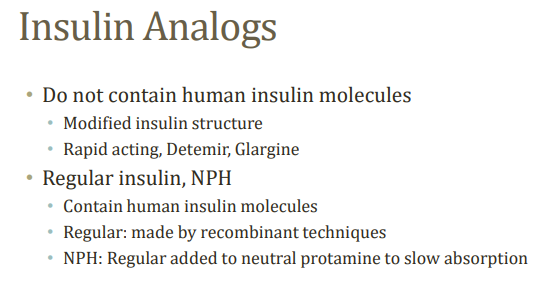 Insulin Analogs
• Do not contain human insulin molecules
• Modified insulin structure
• Rapid acting, Detemir, Glargine
• Regular insulin, NPH
• Contain human insulin molecules
• Regular: made by recombinant techniques
• NPH: Regular added to neutral protamine to slow absorption